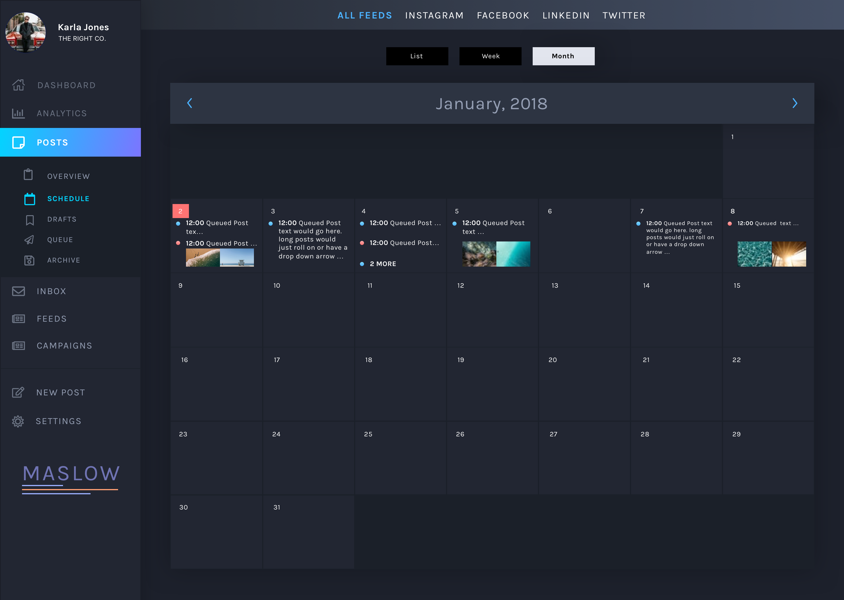 Karla Jones
THE RIGHT CO.
ALL FEEDS INSTAGRAM FACEBOOK LINKEDIN TWITTER
List Week Month
DASHBOARD
ANALYTICS
POSTS
OVERVIEW
SCHEDULE
DRAFTS
QUEUE
ARCHIVE
INBOX
FEEDS
CAMPAIGNS
NEW POST
SETTINGS
MASLOW
January, 2018
1
2
12:00 Queued Post
tex...
12:00 Queued Post ...
3
12:00 Queued Post
text would go here.
long posts would
just roll on or have a
drop down arrow ...
4
12:00 Queued Post ...
12:00 Queued Post...
2 MORE
5
12:00 Queued Post
text ...
6
7
12:00 Queued Post text
would go here. long
posts would just roll on
or have a drop down
arrow ...
8
12:00 Queued text ...
9 10 11 12 13 14 15
16 17 18 19 20 21 22
23 24 25 26 27 28 29
30 31